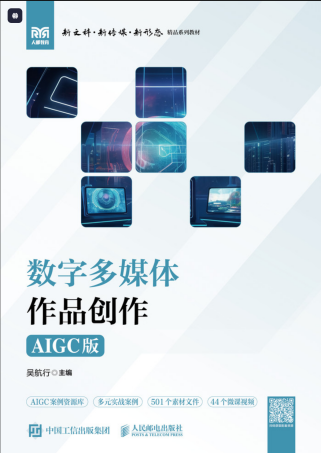 人邮教育
新文科·新传媒·新形态 精品系列教材
数字多媒体
作品创作
AIGC版
吴航行 主编
AIGC案例资源库 多元实战案例 501个素材文件 44个微课视频
中国工信出版集团 人民邮电出版社
POSTS & TELECOM PRESS